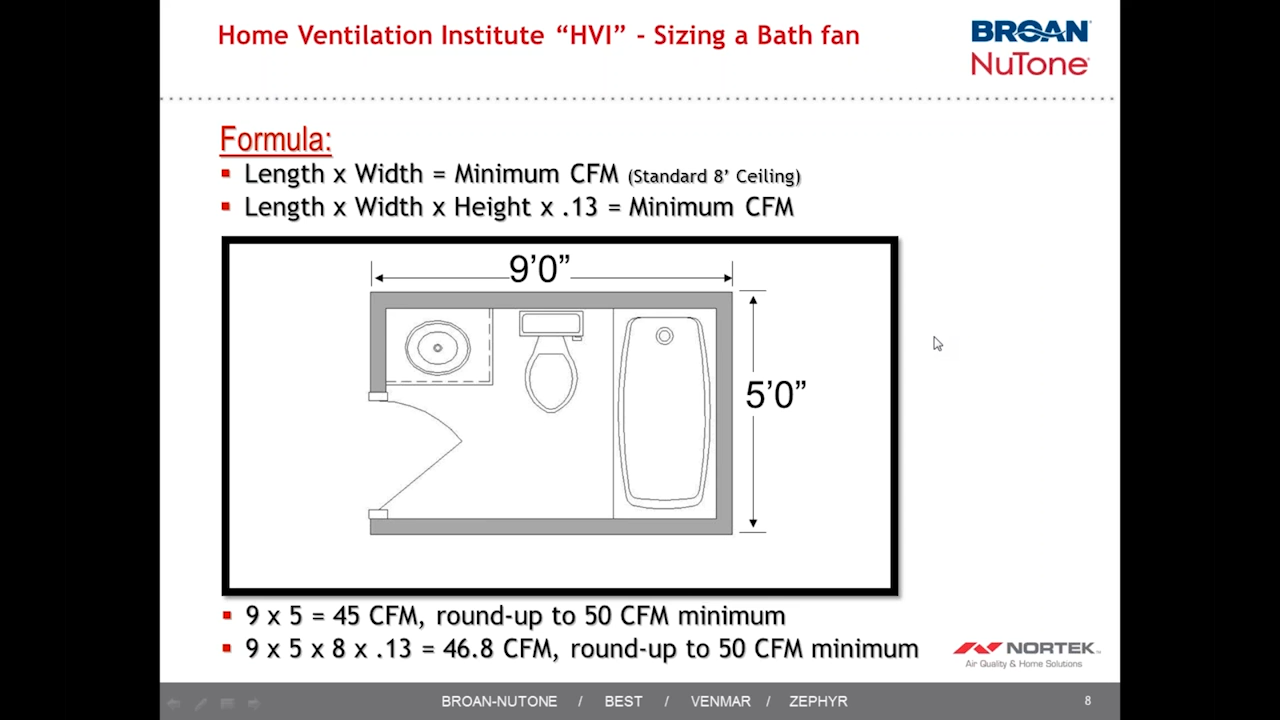 Home Ventilation Institute “HVI” - Sizing a Bath fan
BROAN
NuTone
Formula:
Length x Width = Minimum CFM (Standard 8’ Ceiling)
Length x Width x Height x .13 = Minimum CFM
9’0”
5’0”
9 x 5 = 45 CFM, round-up to 50 CFM minimum
9 x 5 x 8 x .13 = 46.8 CFM, round-up to 50 CFM minimum
NORTEK
Air Quality & Home Solutions
BROAN-NUTONE / BEST / VENMAR / ZEPHYR
8